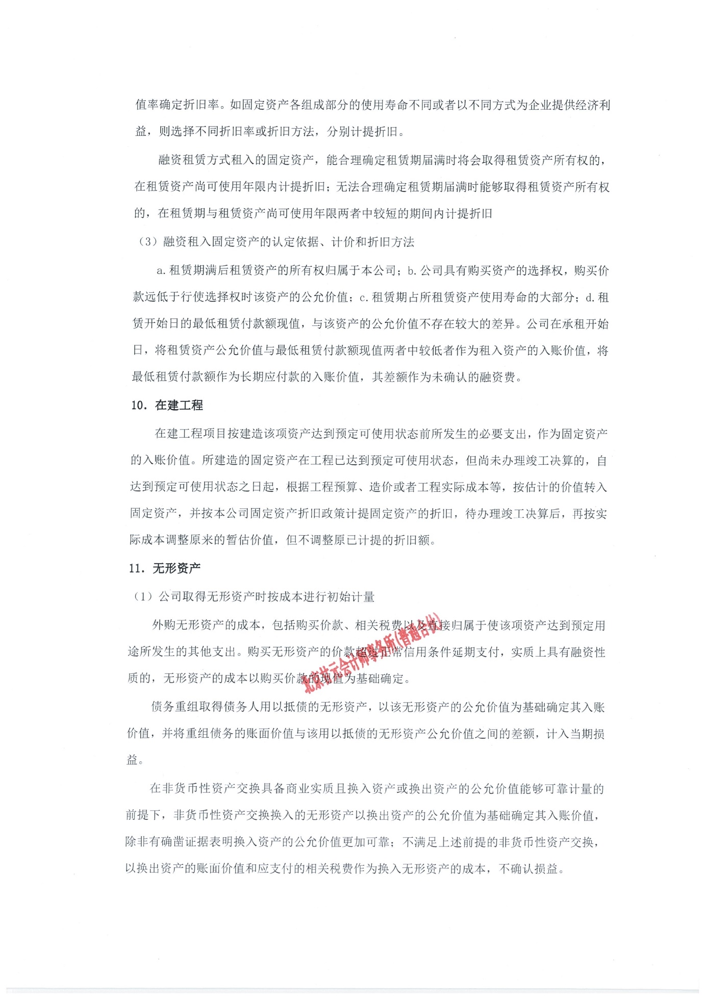 值率确定折旧率。如固定资产各组成部分的使用寿命不同或者以不同方式为企业提供经济利
益，则选择不同折旧率或折旧方法，分别计提折旧。
融资租赁方式租入的固定资产，能合理确定租赁期届满时将会取得租赁资产所有权的，
在租赁资产尚可使用年限内计提折旧；无法合理确定租赁期届满时能够取得租赁资产所有权
的，在租赁期与租赁资产尚可使用年限两者中较短的期间内计提折旧
（3）融资租入固定资产的认定依据、计价和折旧方法
a.租赁期满后租赁资产的所有权归属于本公司；b.公司具有购买资产的选择权，购买价
款远低于行使选择权时该资产的公允价值；c.租赁期占所租赁资产使用寿命的大部分；d.租
赁开始日的最低租赁付款额现值，与该资产的公允价值不存在较大的差异。公司在承租开始
日，将租赁资产公允价值与最低租赁付款额现值两者中较低者作为租入资产的入账价值，将
最低租赁付款额作为长期应付款的入账价值，其差额作为未确认的融资费。
10．在建工程
在建工程项目按建造该项资产达到预定可使用状态前所发生的必要支出，作为固定资产
的入账价值。所建造的固定资产在工程已达到预定可使用状态，但尚未办理竣工决算的，自
达到预定可使用状态之日起，根据工程预算、造价或者工程实际成本等，按估计的价值转入
固定资产，并按本公司固定资产折旧政策计提固定资产的折旧，待办理竣工决算后，再按实
际成本调整原来的暂估价值，但不调整原已计提的折旧额。
11．无形资产
（1）公司取得无形资产时按成本进行初始计量
外购无形资产的成本，包括购买价款、相关税费以及直接归属于使该项资产达到预定用
途所发生的其他支出。购买无形资产的价款超过正常信用条件延期支付，实质上具有融资性
质的，无形资产的成本以购买价款的现值为基础确定。
北京 元会计师事务所(普通合伙)
债务重组取得债务人用以抵债的无形资产，以该无形资产的公允价值为基础确定其入账
价值，并将重组债务的账面价值与该用以抵债的无形资产公允价值之间的差额，计入当期损
益。
在非货币性资产交换具备商业实质且换入资产或换出资产的公允价值能够可靠计量的
前提下，非货币性资产交换换入的无形资产以换出资产的公允价值为基础确定其入账价值，
除非有确凿证据表明换入资产的公允价值更加可靠；不满足上述前提的非货币性资产交换，
以换出资产的账面价值和应支付的相关税费作为换入无形资产的成本，不确认损益。